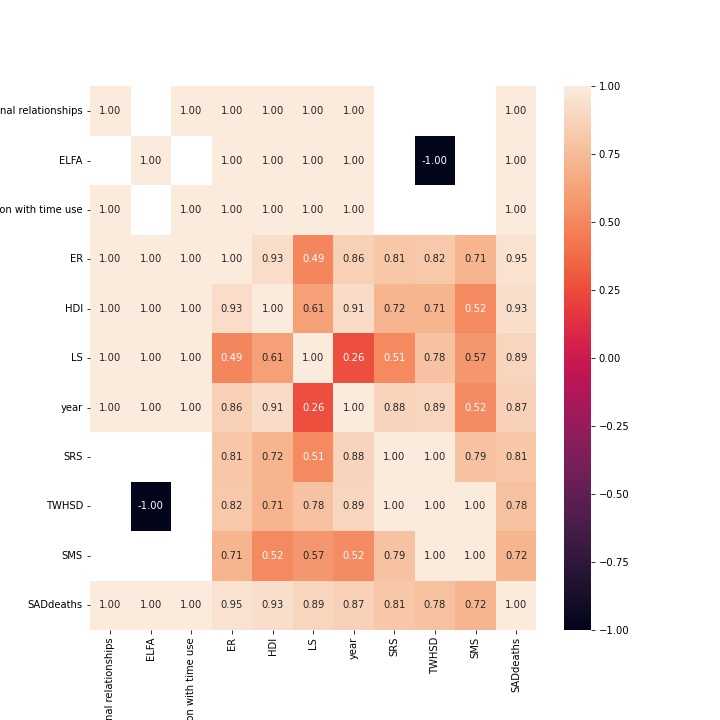 1.00 1.00 1.00 1.00 1.00 1.00 1.00
nal relationships 1.00 1.00 1.00 1.00 1.00 1.00 1.00
ELFA 1.00 1.00 1.00 1.00 1.00 -1.00 1.00
0.75
on with time use 1.00 1.00 1.00 1.00 1.00 1.00 1.00
0.50
ER 1.00 1.00 1.00 1.00 0.93 0.49 0.86 0.81 0.82 0.71 0.95
0.25
HDI 1.00 1.00 1.00 0.93 1.00 0.61 0.91 0.72 0.71 0.52 0.93
LS 1.00 1.00 1.00 0.49 0.61 1.00 0.26 0.51 0.78 0.57 0.89
0.00
year 1.00 1.00 1.00 0.86 0.91 0.26 1.00 0.88 0.89 0.52 0.87
−0.25
SRS 0.81 0.72 0.51 0.88 1.00 1.00 0.79 0.81
−0.50
TWHSD -1.00 0.82 0.71 0.78 0.89 1.00 1.00 1.00 0.78
SMS 0.71 0.52 0.57 0.52 0.79 1.00 1.00 0.72
−0.75
SADdeaths 1.00 1.00 1.00 0.95 0.93 0.89 0.87 0.81 0.78 0.72 1.00
−1.00
nal relationships
ELFA
on with time use
ER
HDI
LS
year
SRS
TWHSD
SMS
SADdeaths